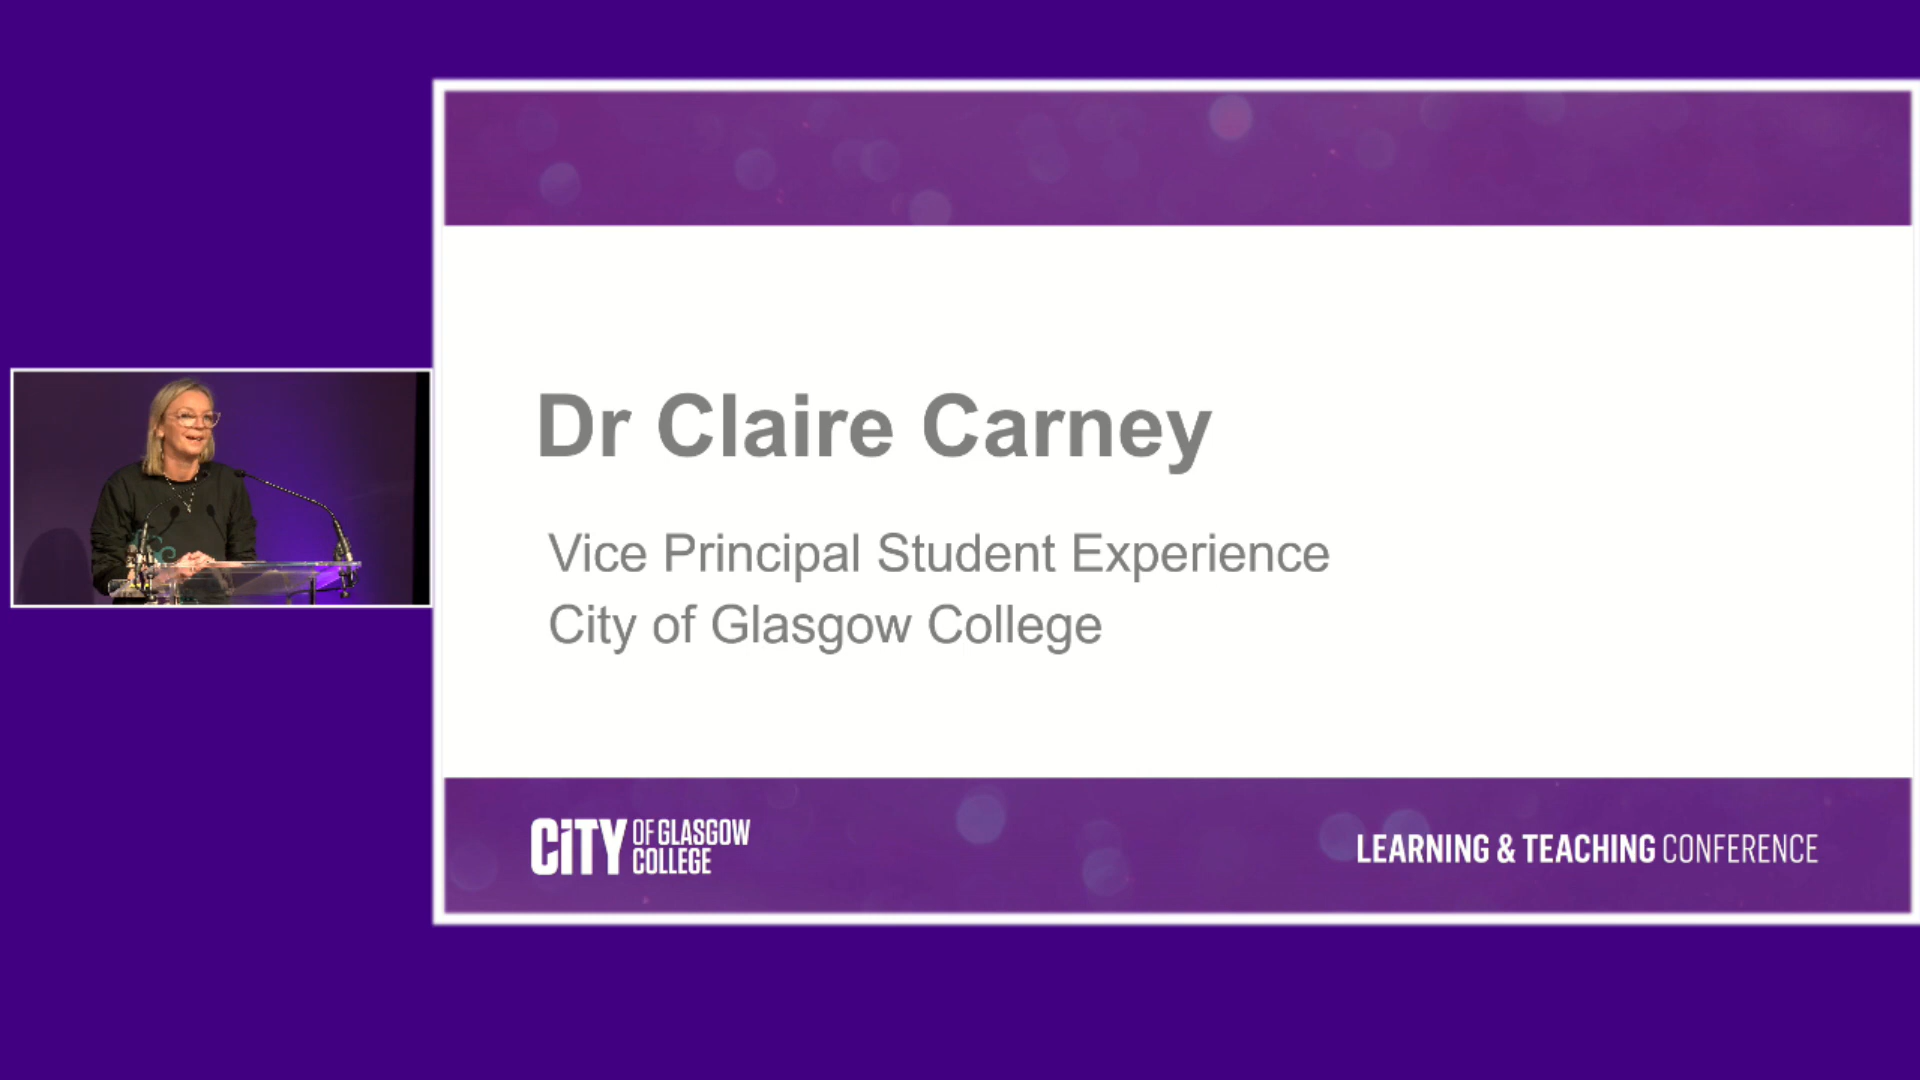 Dr Claire Carney
Vice Principal Student Experience
City of Glasgow College
CiTY OF GLASGOW COLLEGE
LEARNING & TEACHING CONFERENCE